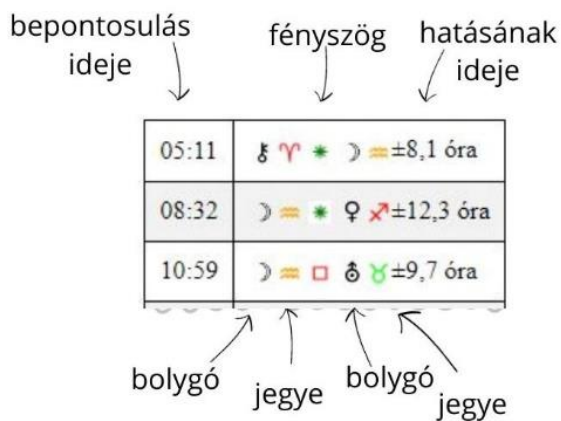 bepontosulás
ideje
fényszög
hatásának
ideje
05:11 ⚷ ♈ ✶ ☽ ♒ ±8,1 óra
08:32 ☽ ♒ ✶ ♀ ♐ ±12,3 óra
10:59 ☽ ♒ □ ⛢ ♉ ±9,7 óra
bolygó
jegye
bolygó
jegye